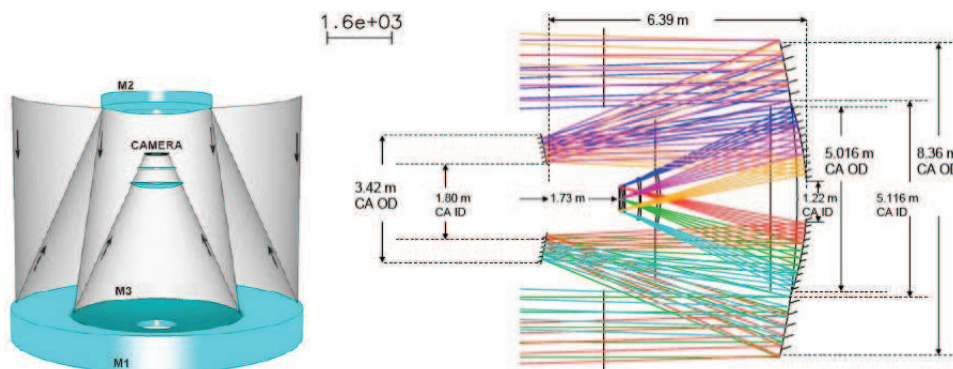 M2
CAMERA
M3
M1
1.6e+03
6.39 m
3.42 m
CA OD
1.80 m
CA ID
1.73 m
1.22 m
CA ID
5.016 m
CA OD
5.116 m
CA ID
8.36 m
CA OD